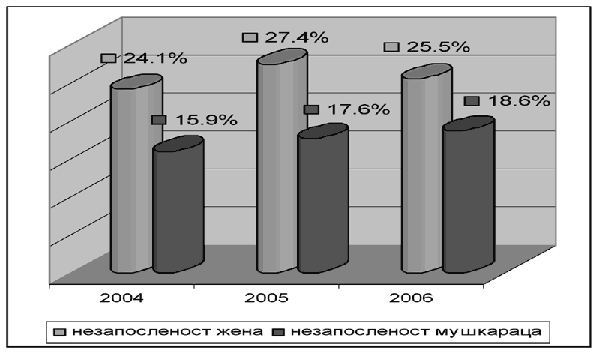 24.1% 27.4% 25.5%
15.9% 17.6% 18.6%
2004 2005 2006
незапосленост жена незапосленост мушкараца